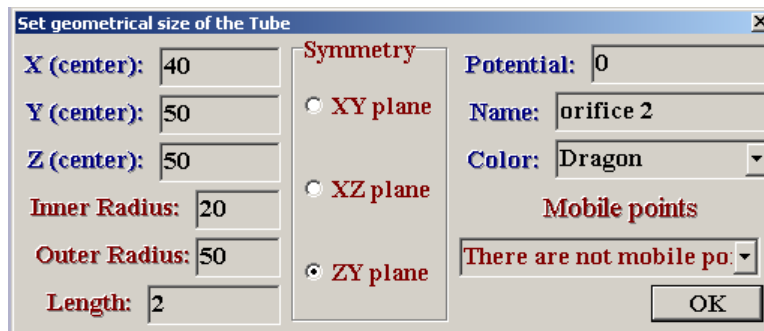 Set geometrical size of the Tube
X (center): 40
Y (center): 50
Z (center): 50
Inner Radius: 20
Outer Radius: 50
Length: 2
Symmetry
XY plane
XZ plane
ZY plane
Potential: 0
Name: orifice 2
Color: Dragon
Mobile points
There are not mobile po
OK